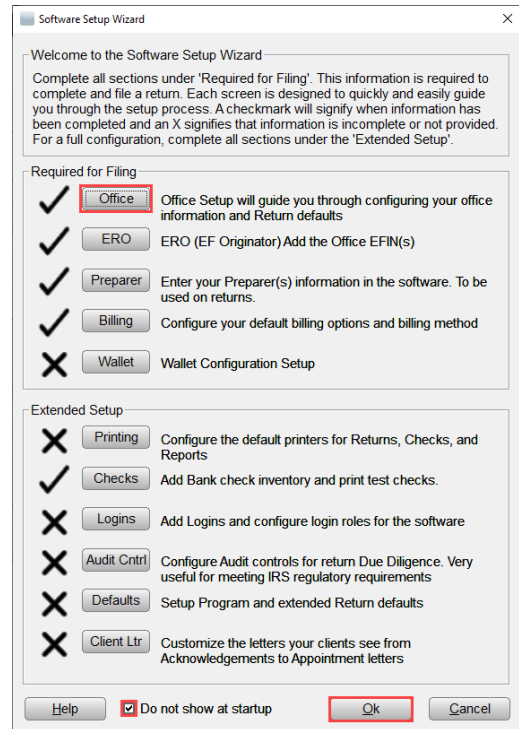 Software Setup Wizard
Welcome to the Software Setup Wizard
Complete all sections under 'Required for Filing'. This information is required to
complete and file a return. Each screen is designed to quickly and easily guide
you through the setup process. A checkmark will signify when information has
been completed and an X signifies that information is incomplete or not provided.
For a full configuration, complete all sections under the 'Extended Setup'.
Required for Filing
Office Office Setup will guide you through configuring your office
information and Return defaults
ERO ERO (EF Originator) Add the Office EFIN(s)
Preparer Enter your Preparer(s) information in the software. To be
used on returns.
Billing Configure your default billing options and billing method
Wallet Wallet Configuration Setup
Extended Setup
Printing Configure the default printers for Returns, Checks, and
Reports
Checks Add Bank check inventory and print test checks.
Logins Add Logins and configure login roles for the software
Audit Cntrl Configure Audit controls for return Due Diligence. Very
useful for meeting IRS regulatory requirements
Defaults Setup Program and extended Return defaults
Client Ltr Customize the letters your clients see from
Acknowledgements to Appointment letters
Help Do not show at startup Ok Cancel